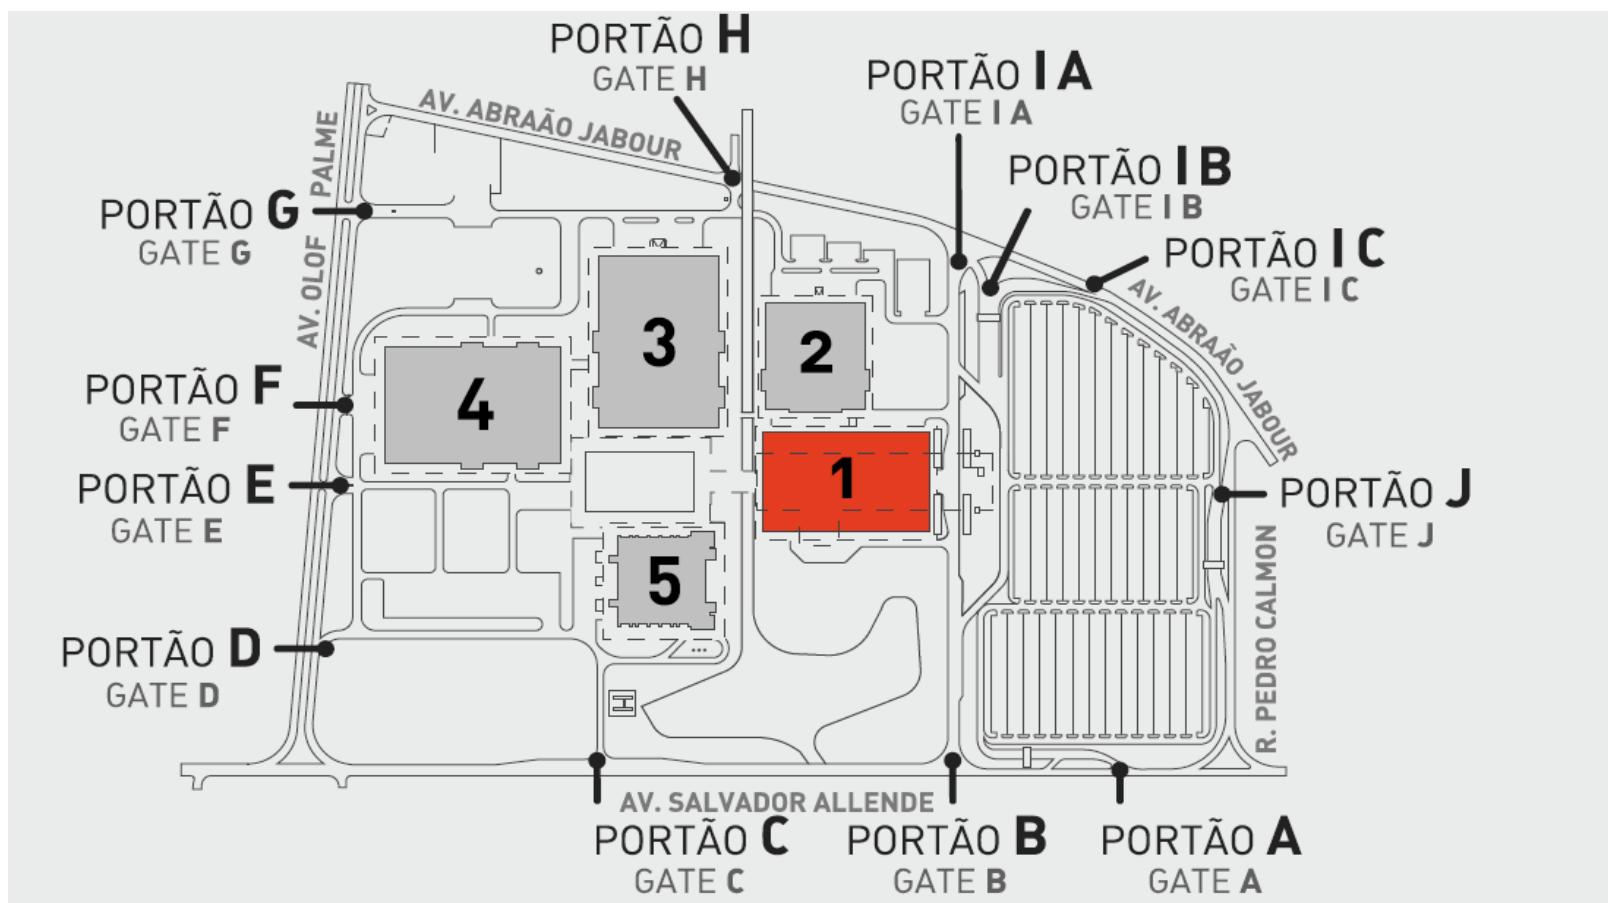 PORTÃO H
GATE H
PORTÃO I A
GATE I A
AV. ABRAÃO JABOUR
PORTÃO I B
GATE I B
PORTÃO G
GATE G
AV. OLOF PALME
PORTÃO I C
GATE I C
AV. ABRAÃO JABOUR
3
2
4
1
5
PORTÃO F
GATE F
PORTÃO E
GATE E
PORTÃO J
GATE J
R. PEDRO CALMON
PORTÃO D
GATE D
H
AV. SALVADOR ALLENDE
PORTÃO C
GATE C
PORTÃO B
GATE B
PORTÃO A
GATE A